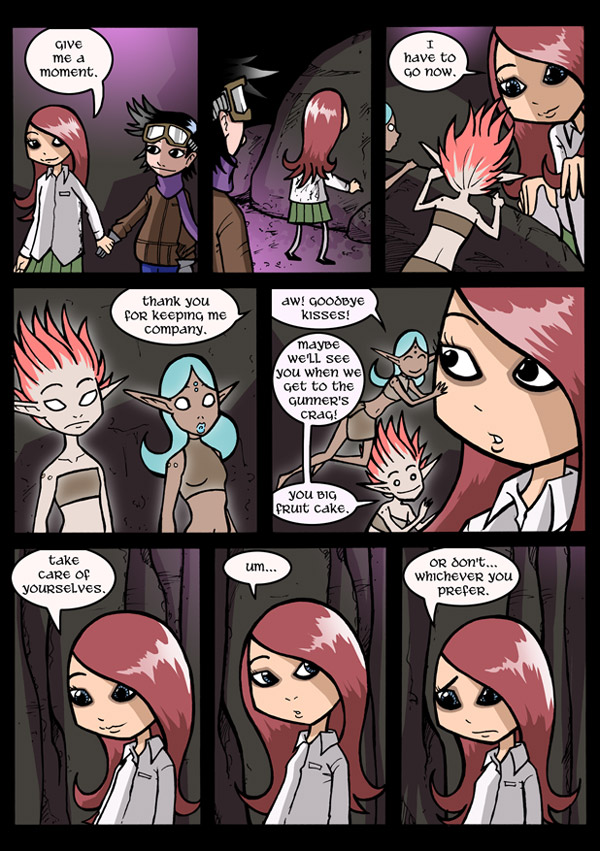 GIVE
ME A
MOMENT.
I
HAVE TO
GO NOW.
THANK YOU
FOR KEEPING ME
COMPANY.
AW! GOODBYE
KISSES!
MAYBE
WE'LL SEE
YOU WHEN WE
GET TO THE
GUNNER'S
CRAG!
YOU BIG
FRUIT CAKE.
TAKE
CARE OF
YOURSELVES.
UM...
OR DON'T...
WHICHEVER YOU
PREFER.